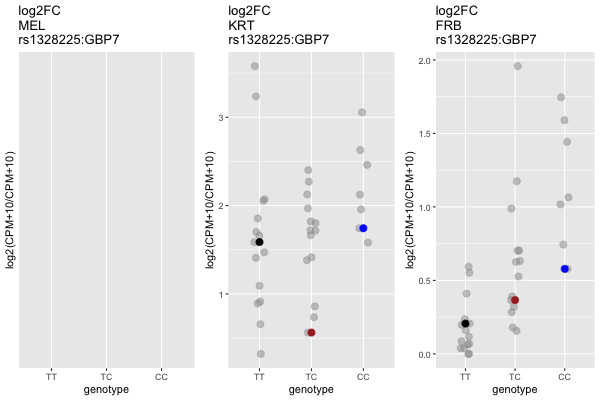 log2FC
MEL
rs1328225:GBP7
log2(CPM+10/CPM+10)
TT TC CC
genotype
log2FC
KRT
rs1328225:GBP7
log2(CPM+10/CPM+10)
3
2
1
TT TC CC
genotype
log2FC
FRB
rs1328225:GBP7
log2(CPM+10/CPM+10)
2.0
1.5
1.0
0.5
0.0
TT TC CC
genotype